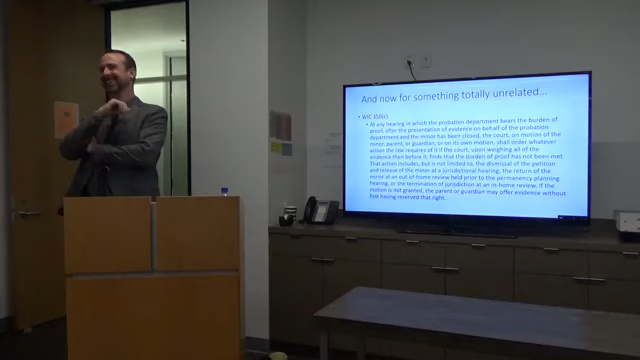 And now for something totally unrelated...
• WIC 350(c)
• At any hearing in which the probation department bears the burden of
proof, after the presentation of evidence on behalf of the probation
department and the minor has been closed, the court, on motion of the
minor, parent, or guardian, or on its own motion, shall order whatever
action the law requires of it if the court, upon weighing all of the
evidence then before it, finds that the burden of proof has not been met.
That action includes, but is not limited to, the dismissal of the petition
and release of the minor at a jurisdictional hearing, the return of the
minor at an out-of-home review held prior to the permanency planning
hearing, or the termination of jurisdiction at an in-home review. If the
motion is not granted, the parent or guardian may offer evidence without
first having reserved that right.